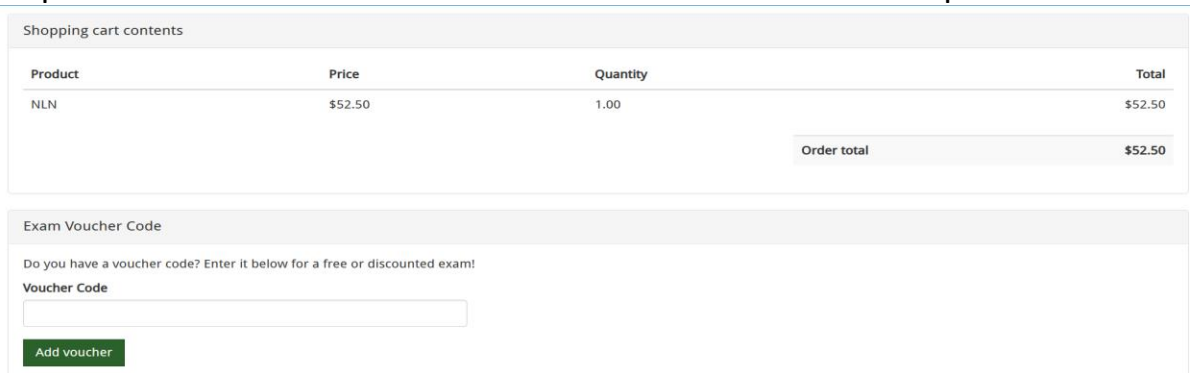 Shopping cart contents
Product Price Quantity Total
NLN $52.50 1.00 $52.50
Order total $52.50
Exam Voucher Code
Do you have a voucher code? Enter it below for a free or discounted exam!
Voucher Code
Add voucher